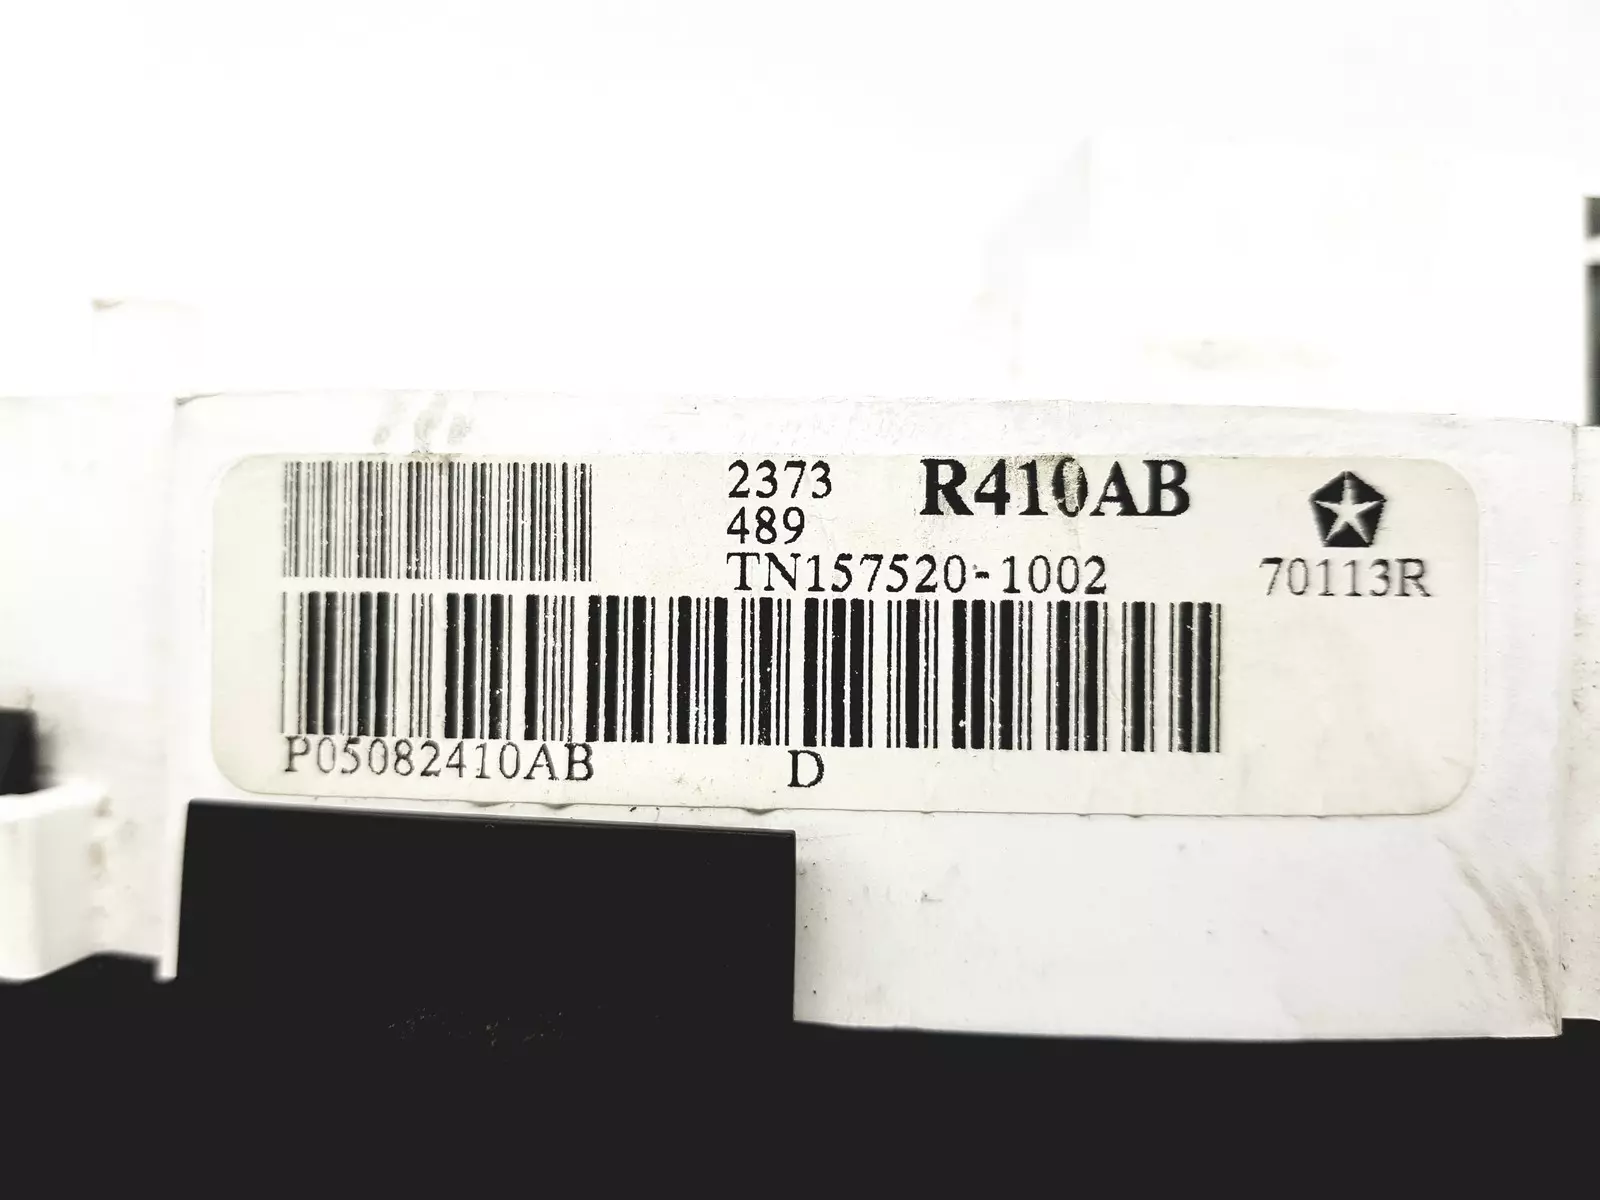 2373 R410AB
489
TN157520-1002
70113R
P05082410AB D